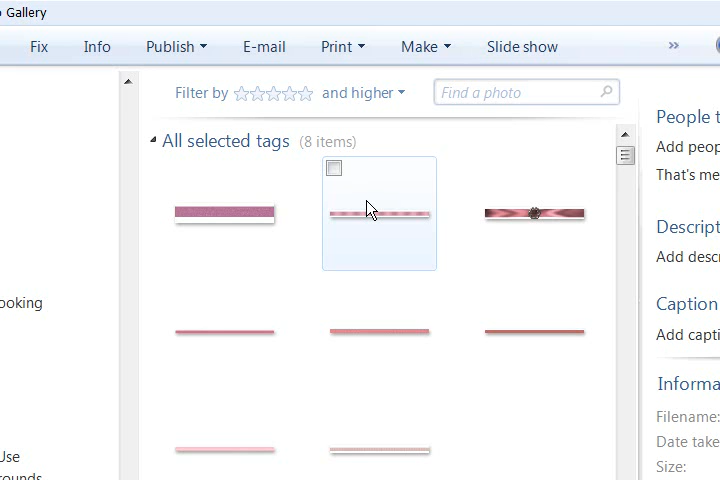 o Gallery
Fix Info Publish E-mail Print Make Slide show »
Filter by and higher Find a photo
All selected tags (8 items)
People t
Add peop
That's me
Descript
Add descr
ooking
Caption
Add capti
Informa
Filename:
Date take
Use
Size:
rounds